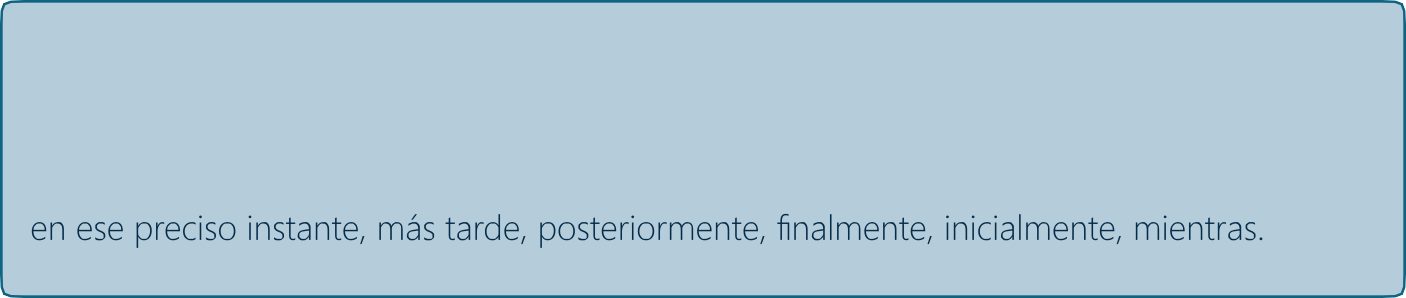 en ese preciso instante, más tarde, posteriormente, finalmente, inicialmente, mientras.